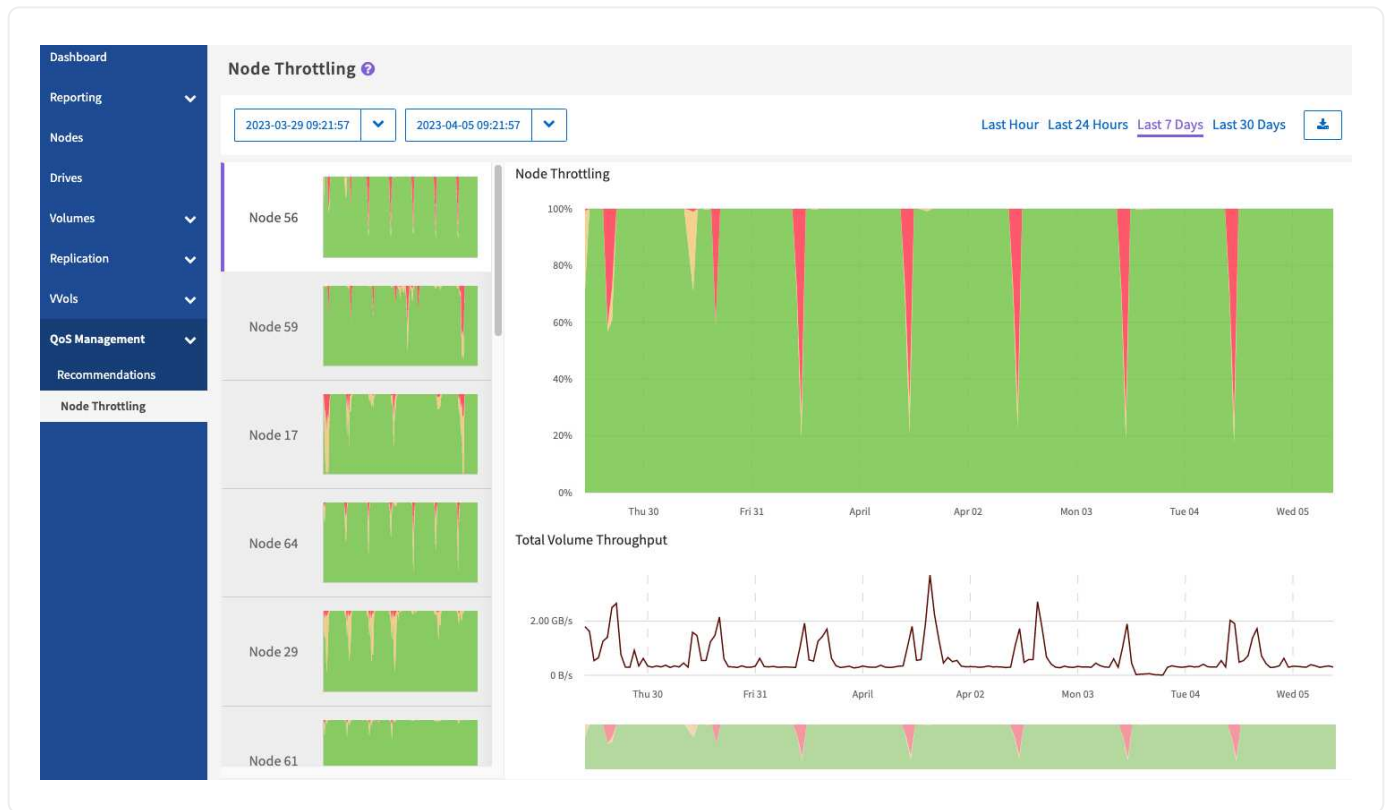 Dashboard
Reporting
Nodes
Drives
Volumes
Replication
VVols
QoS Management
Recommendations
Node Throttling
Node Throttling ?
2023-03-29 09:21:57
2023-04-05 09:21:57
Last Hour Last 24 Hours Last 7 Days Last 30 Days
Node 56
Node 59
Node 17
Node 64
Node 29
Node 61
Node Throttling
100%
80%
60%
40%
20%
0%
Thu 30 Fri 31 April Apr 02 Mon 03 Tue 04 Wed 05
Total Volume Throughput
2.00 GB/s
0 B/s
Thu 30 Fri 31 April Apr 02 Mon 03 Tue 04 Wed 05